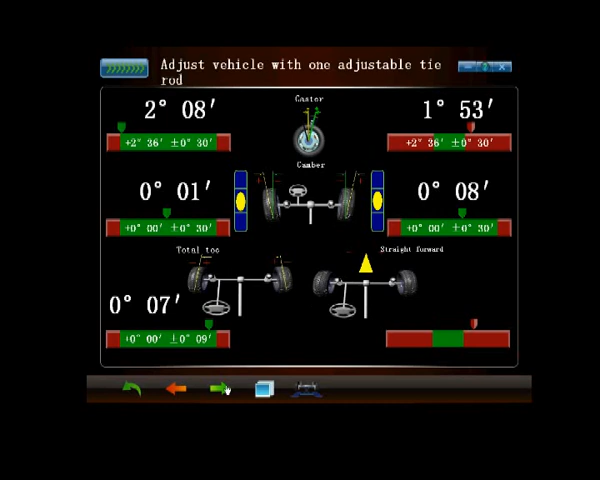 Adjust vehicle with one adjustable tie
rod
Caster
2° 08′
1° 53′
+2° 36′ ±0° 30′
+2° 36′ ±0° 30′
Camber
0° 01′
0° 08′
+0° 00′ ±0° 30′
+0° 00′ ±0° 30′
Total toe
Straight forward
0° 07′
+0° 00′ ±0° 09′